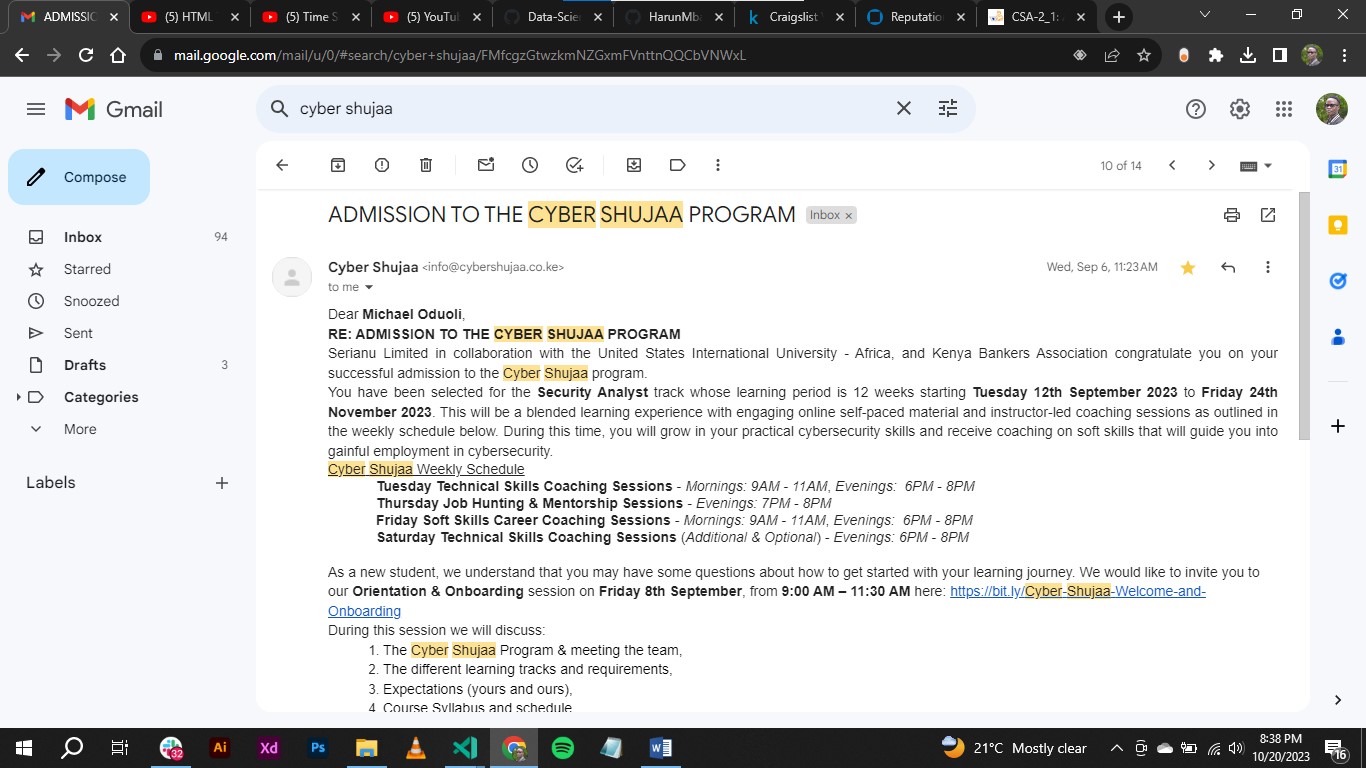 ADMISSIC
(5) HTML
(5) Time S
(5) YouTu
Data-Scie
HarunMba
Craigslist
Reputatio
CSA-2_1:
mail.google.com/mail/u/0/#search/cyber+shujaa/FMfcgzGtwzkmNZGxmFVnttnQQCbVNWxL
Gmail
cyber shujaa
Compose
10 of 14
Inbox 94
Starred
Snoozed
Sent
Drafts 3
Categories
More
Labels
ADMISSION TO THE CYBER SHUJAA PROGRAM Inbox ×
Cyber Shujaa <info@cybershujaa.co.ke> Wed, Sep 6, 11:23 AM
to me
Dear Michael Oduoli,
RE: ADMISSION TO THE CYBER SHUJAA PROGRAM
Serianu Limited in collaboration with the United States International University - Africa, and Kenya Bankers Association congratulate you on your
successful admission to the Cyber Shujaa program.
You have been selected for the Security Analyst track whose learning period is 12 weeks starting Tuesday 12th September 2023 to Friday 24th
November 2023. This will be a blended learning experience with engaging online self-paced material and instructor-led coaching sessions as outlined in
the weekly schedule below. During this time, you will grow in your practical cybersecurity skills and receive coaching on soft skills that will guide you into
gainful employment in cybersecurity.
Cyber Shujaa Weekly Schedule
Tuesday Technical Skills Coaching Sessions - Mornings: 9AM - 11AM, Evenings: 6PM - 8PM
Thursday Job Hunting & Mentorship Sessions - Evenings: 7PM - 8PM
Friday Soft Skills Career Coaching Sessions - Mornings: 9AM - 11AM, Evenings: 6PM - 8PM
Saturday Technical Skills Coaching Sessions (Additional & Optional) - Evenings: 6PM - 8PM
As a new student, we understand that you may have some questions about how to get started with your learning journey. We would like to invite you to
our Orientation & Onboarding session on Friday 8th September, from 9:00 AM – 11:30 AM here: https://bit.ly/Cyber-Shujaa-Welcome-and-
Onboarding
During this session we will discuss:
1. The Cyber Shujaa Program & meeting the team,
2. The different learning tracks and requirements,
3. Expectations (yours and ours),
4. Course Syllabus and schedule
32
Ai
Xd
Ps
21°C Mostly clear
8:38 PM
10/20/2023
16
31